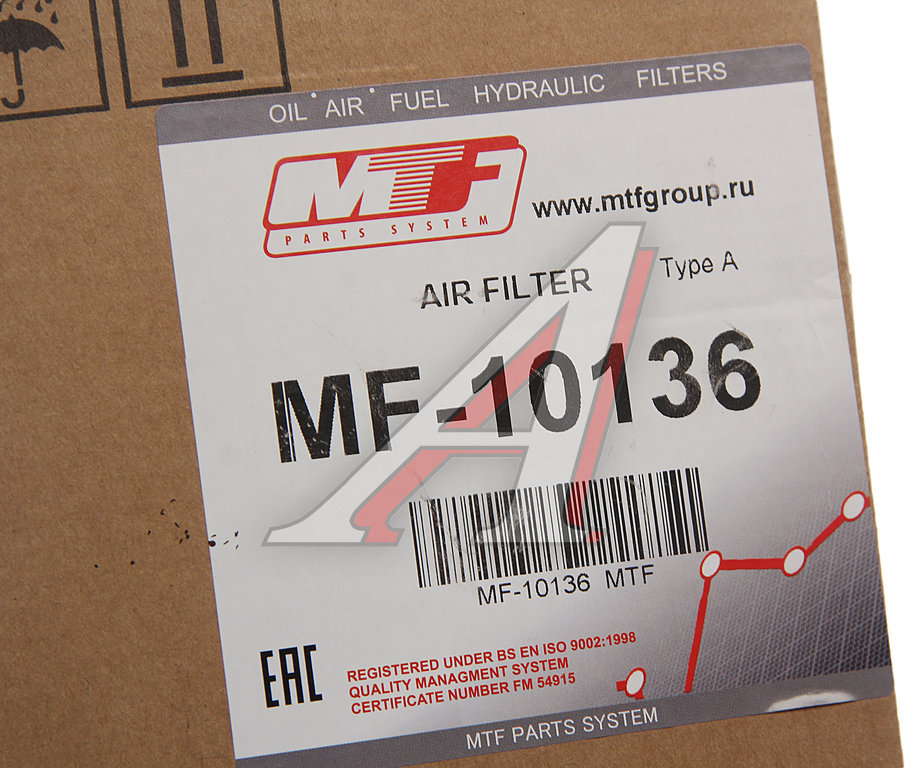 OIL AIR FUEL HYDRAULIC FILTERS
MTF
PARTS SYSTEM
www.mtfgroup.ru
AIR FILTER Type A
MF-10136
MF-10136 MTF
EAC
REGISTERED UNDER BS EN ISO 9002:1998
QUALITY MANAGMENT SYSTEM
CERTIFICATE NUMBER FM 54915
MTF PARTS SYSTEM